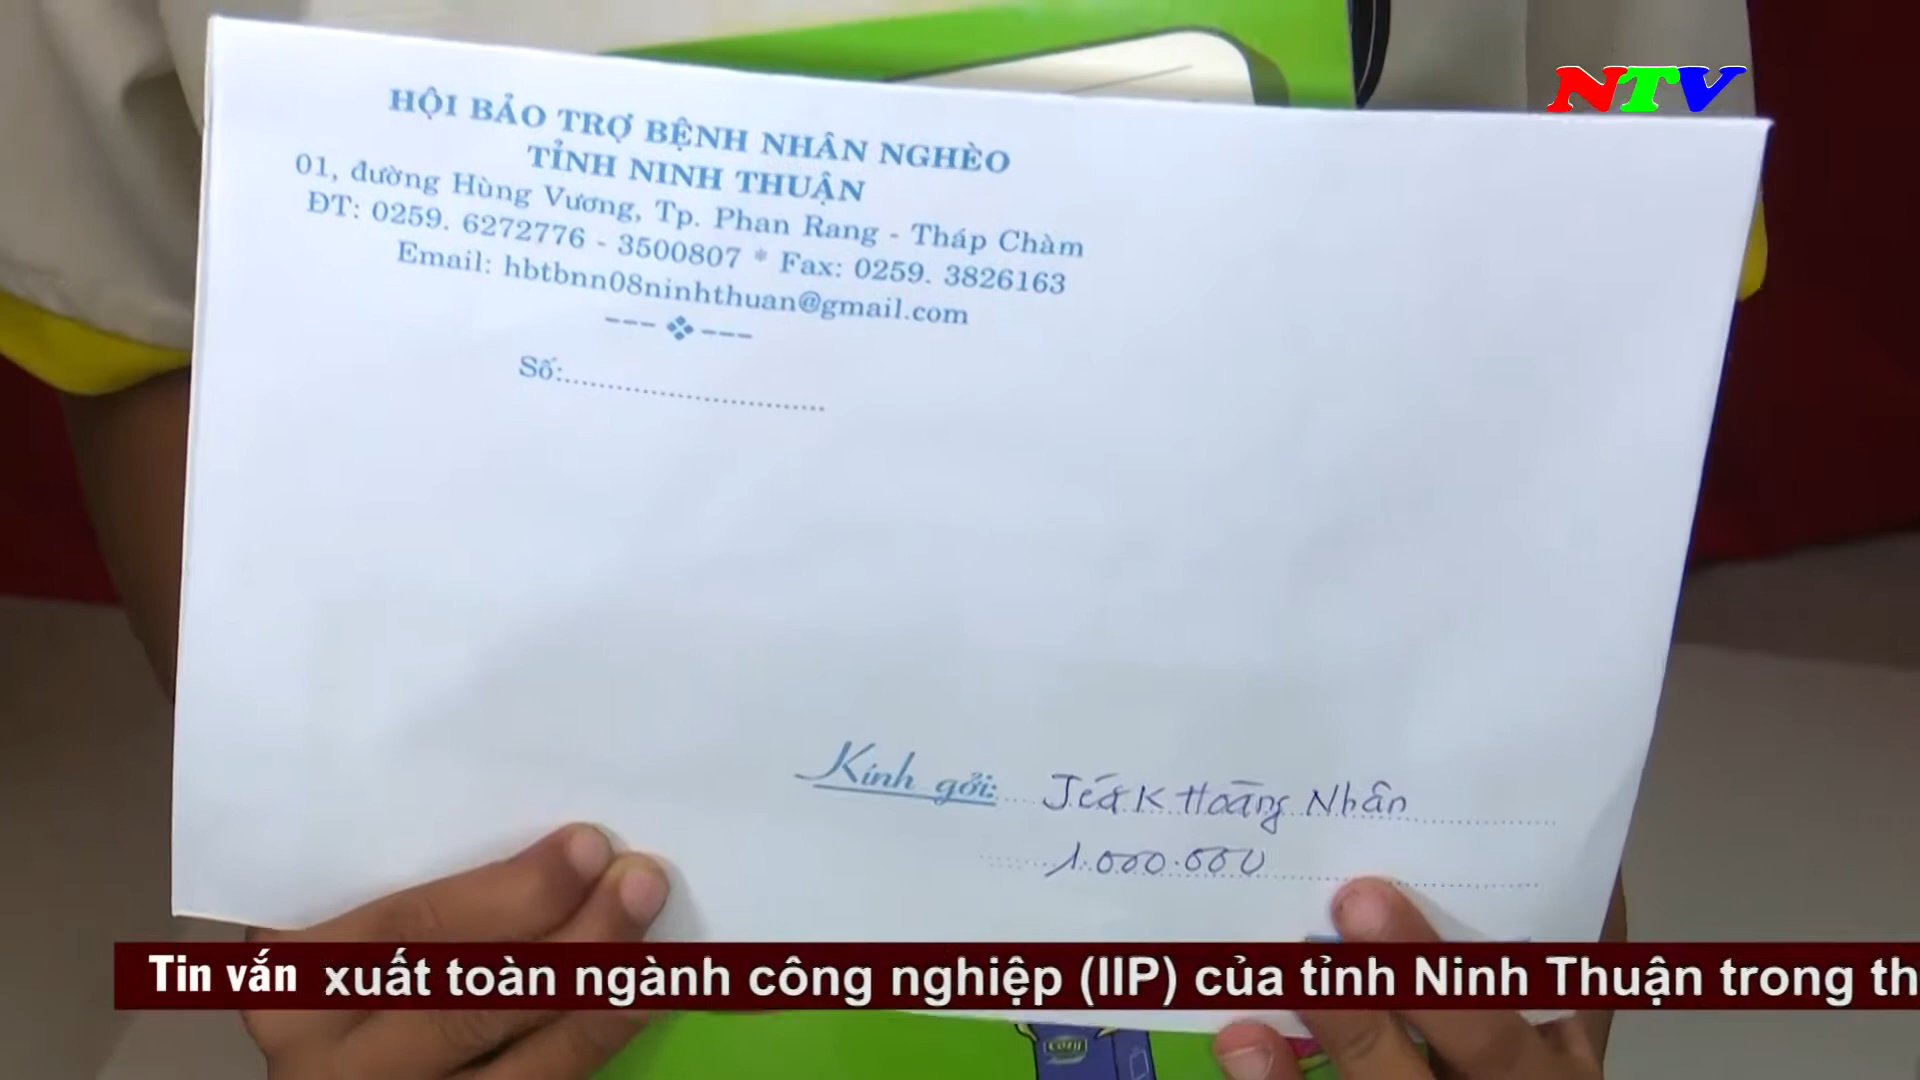 NTV
HỘI BẢO TRỢ BỆNH NHÂN NGHÈO
TỈNH NINH THUẬN
01, đường Hùng Vương, Tp. Phan Rang - Tháp Chàm
ĐT: 0259. 6272776 - 3500807 * Fax: 0259. 3826163
Email: hbtbnn08ninhthuan@gmail.com
Số:
Kính gởi: Hoàng Nhân
1.000.000
Tin vắn xuất toàn ngành công nghiệp (IIP) của tỉnh Ninh Thuận trong th
Cozy